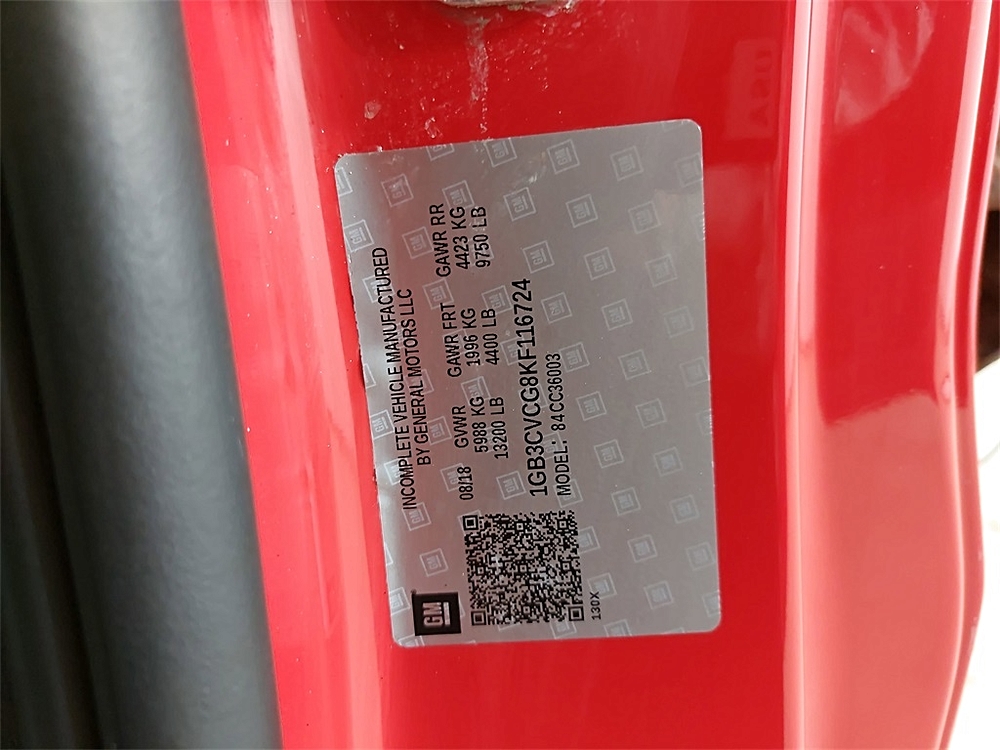 GM
INCOMPLETE VEHICLE MANUFACTURED
BY GENERAL MOTORS LLC
08/18 GVWR GAWR FRT GAWR RR
5988 KG 1996 KG 4423 KG
13200 LB 4400 LB 9750 LB
1GB3CVCG8KF116724
MODEL: 84CC36003
130X